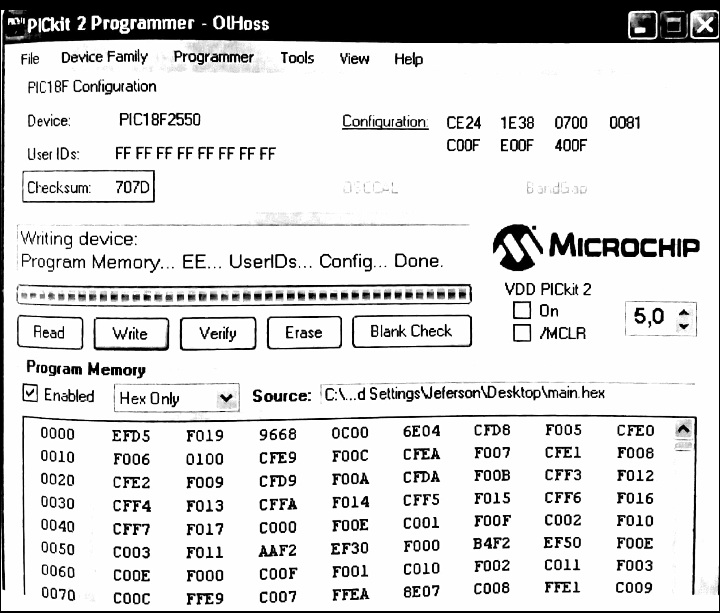 PICkit 2 Programmer - OlHoss
File Device Family Programmer Tools View Help
PIC18F Configuration
Device: PIC18F2550 Configuration: CE24 1E38 0700 0081
C00F E00F 400F
User IDs: FF FF FF FF FF FF FF FF
Checksum: 707D OSCCAL BandGap
Writing device:
Program Memory... EE... UserIDs... Config... Done.
MICROCHIP
VDD PICkit 2
On
/MCLR
5,0
Read Write Verify Erase Blank Check
Program Memory
Enabled Hex Only Source: C:\...d Settings\Jeferson\Desktop\main.hex
0000 EFD5 F019 9668 0C00 6E04 CFD8 F005 CFE0
0010 F006 0100 CFE9 F00C CFEA F007 CFE1 F008
0020 CFE2 F009 CFD9 F00A CFDA F00B CFF3 F012
0030 CFF4 F013 CFFA F014 CFF5 F015 CFF6 F016
0040 CFF7 F017 C000 F00E C001 F00F C002 F010
0050 C003 F011 AAF2 EF30 F000 B4F2 EF50 F00E
0060 C00E F000 C00F F001 C010 F002 C011 F003
0070 C00C FFE9 C007 FFEA 8E07 C008 FFE1 C009